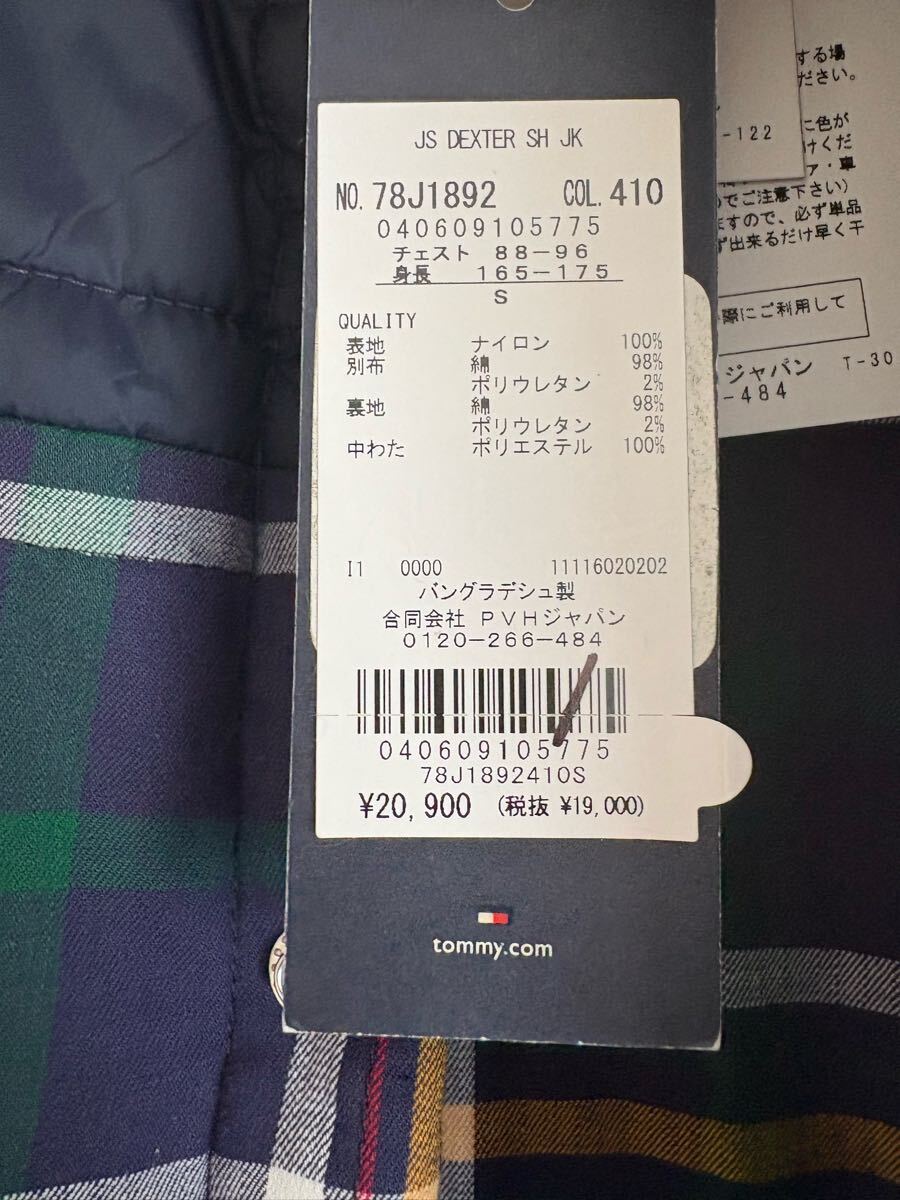 JS DEXTER SH JK
NO. 78J1892 COL. 410
040609105775
チェスト 88-96
身長 165-175
S
QUALITY
表地 ナイロン 100%
別布 綿 98%
ポリウレタン 2%
裏地 綿 98%
ポリウレタン 2%
中わた ポリエステル 100%
I1 0000 11116020202
バングラデシュ製
合同会社 PVHジャパン
0120-266-484
040609105775
78J1892410S
¥20,900 (税抜 ¥19,000)
tommy.com
-122
する場
ださい。
に色が
けくだ
ア・車
でご注意下さい)
ますので、必ず単品
ず出来るだけ早く干
際にご利用して
ジャパン T-30
-484